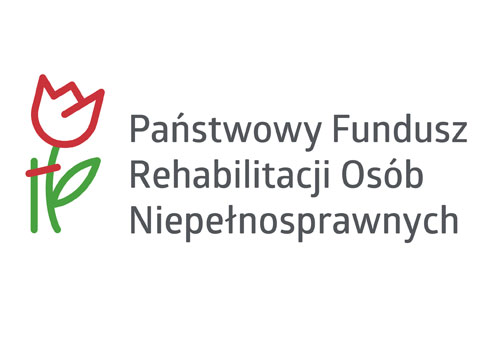 Państwowy Fundusz
Rehabilitacji Osób
Niepełnosprawnych